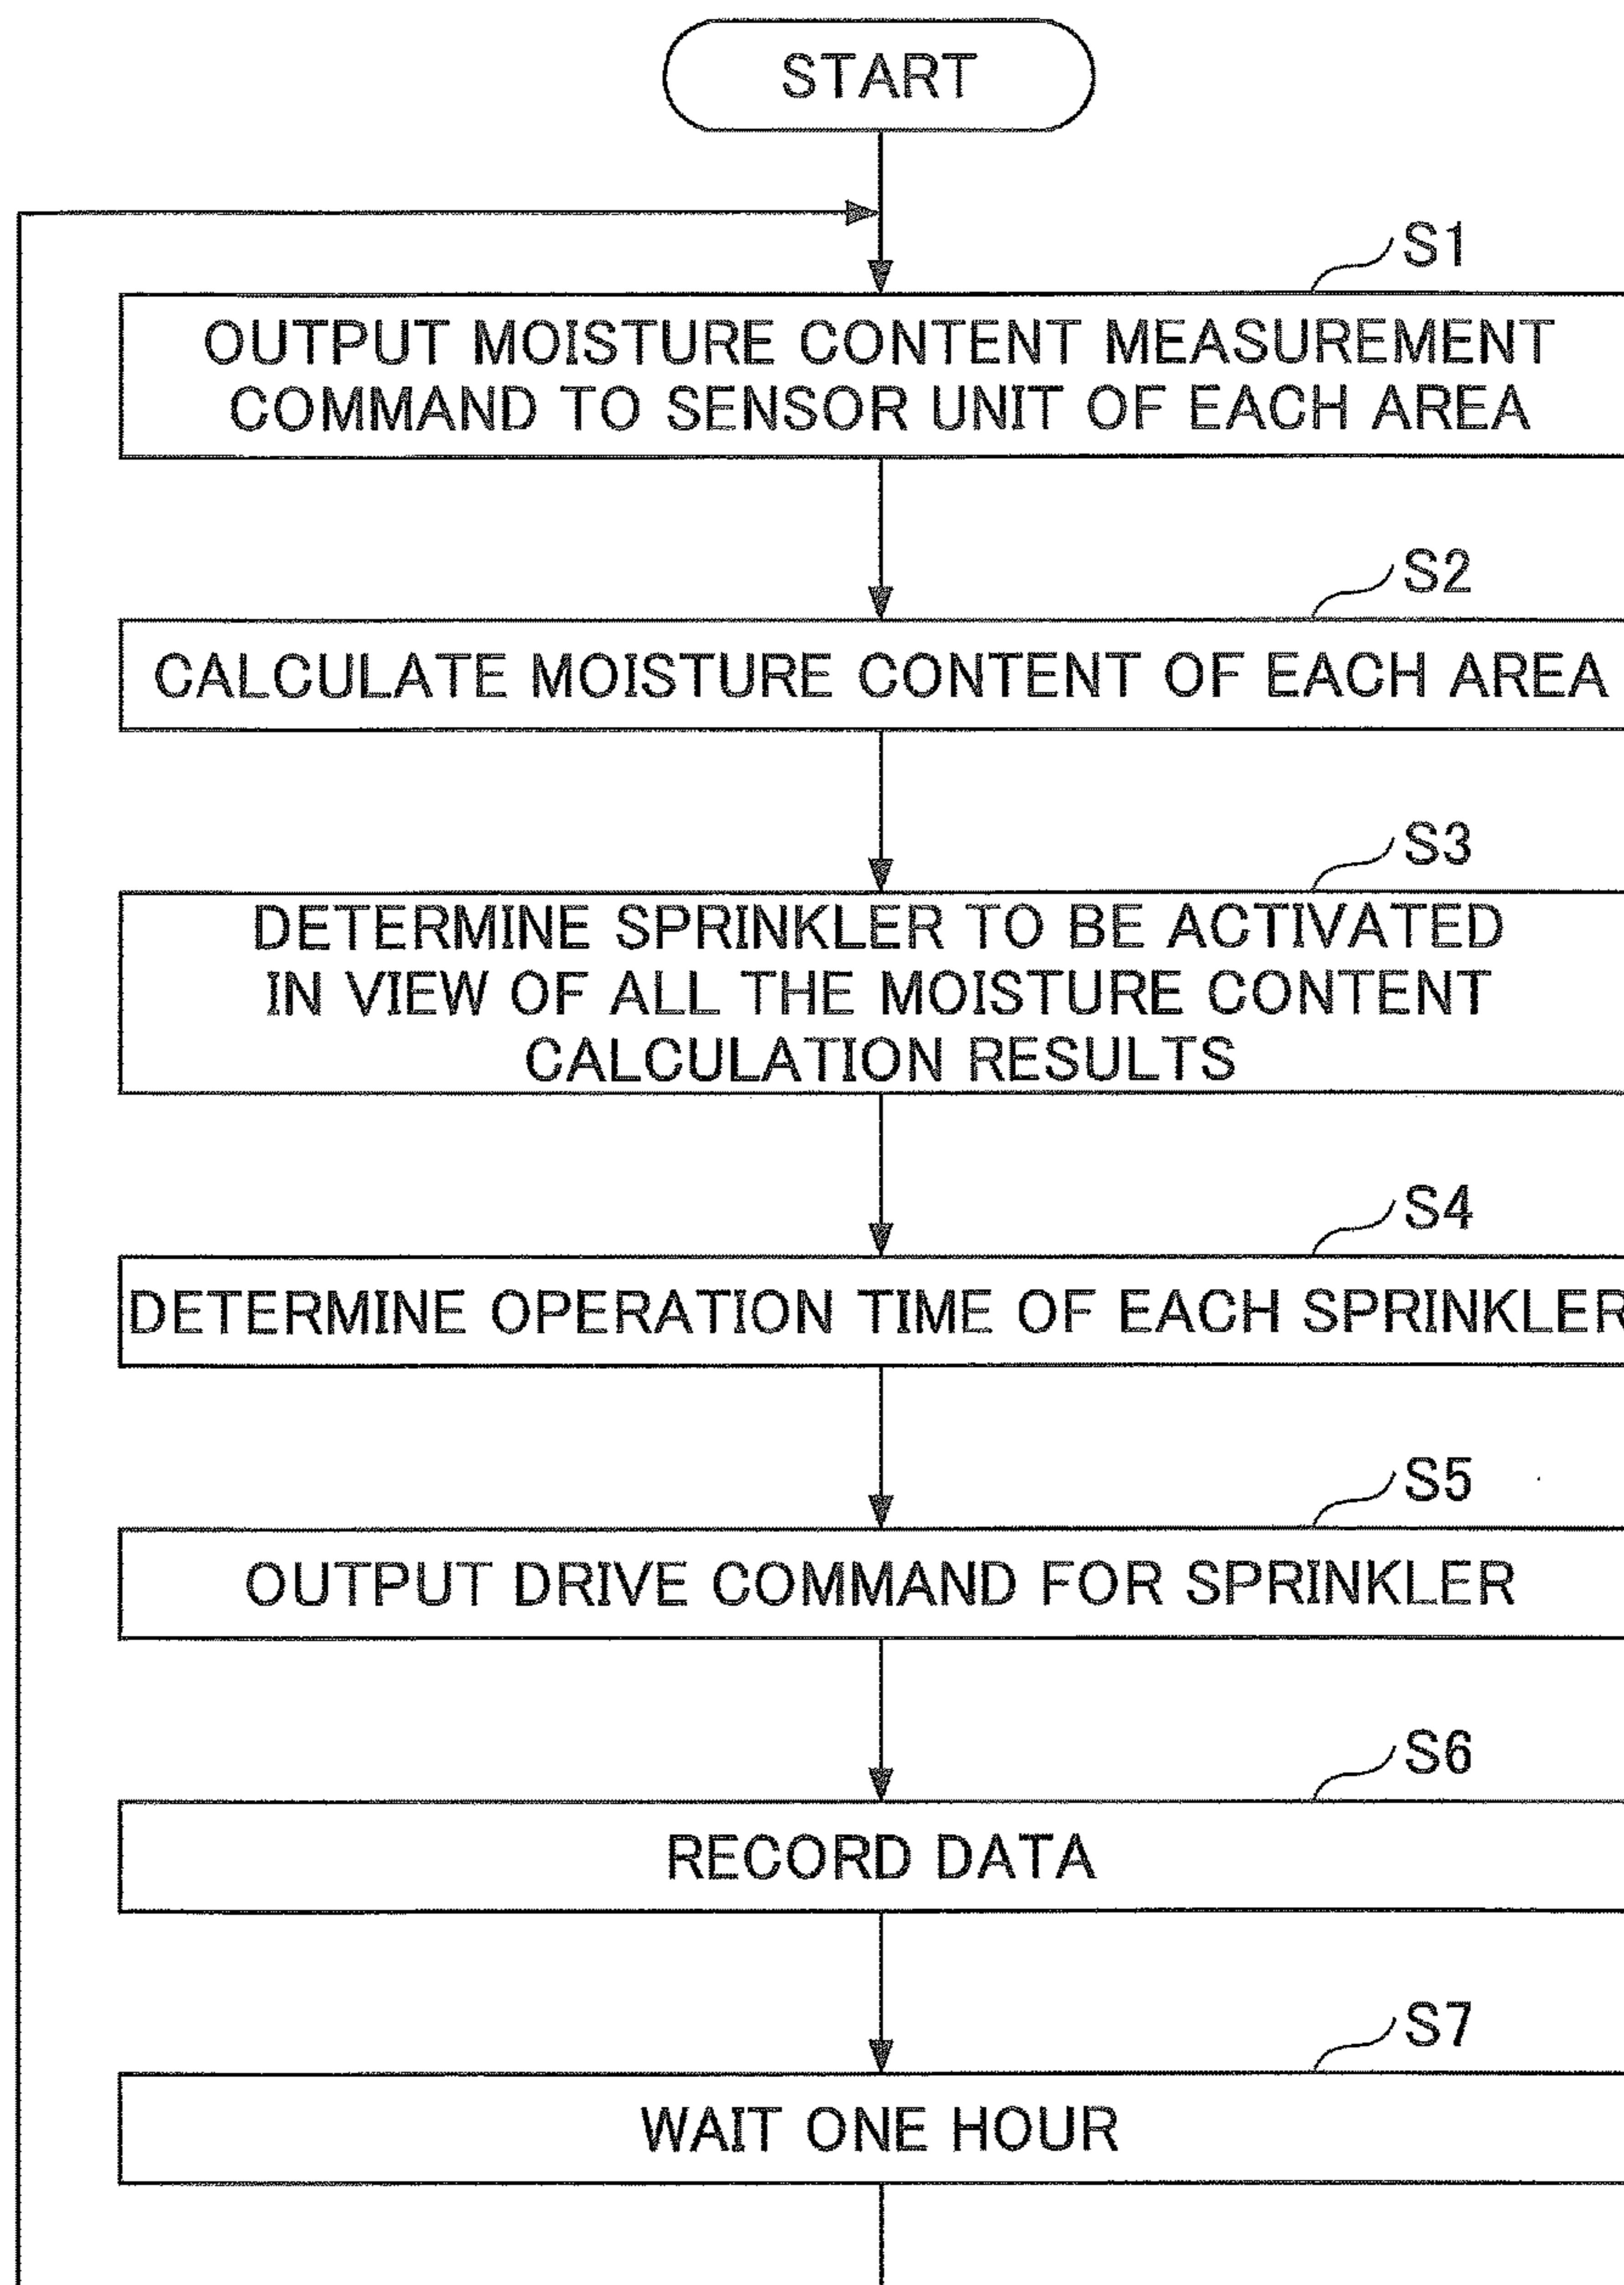 START
S1
OUTPUT MOISTURE CONTENT MEASUREMENT
COMMAND TO SENSOR UNIT OF EACH AREA
S2
CALCULATE MOISTURE CONTENT OF EACH AREA
S3
DETERMINE SPRINKLER TO BE ACTIVATED
IN VIEW OF ALL THE MOISTURE CONTENT
CALCULATION RESULTS
S4
DETERMINE OPERATION TIME OF EACH SPRINKLER
S5
OUTPUT DRIVE COMMAND FOR SPRINKLER
S6
RECORD DATA
S7
WAIT ONE HOUR